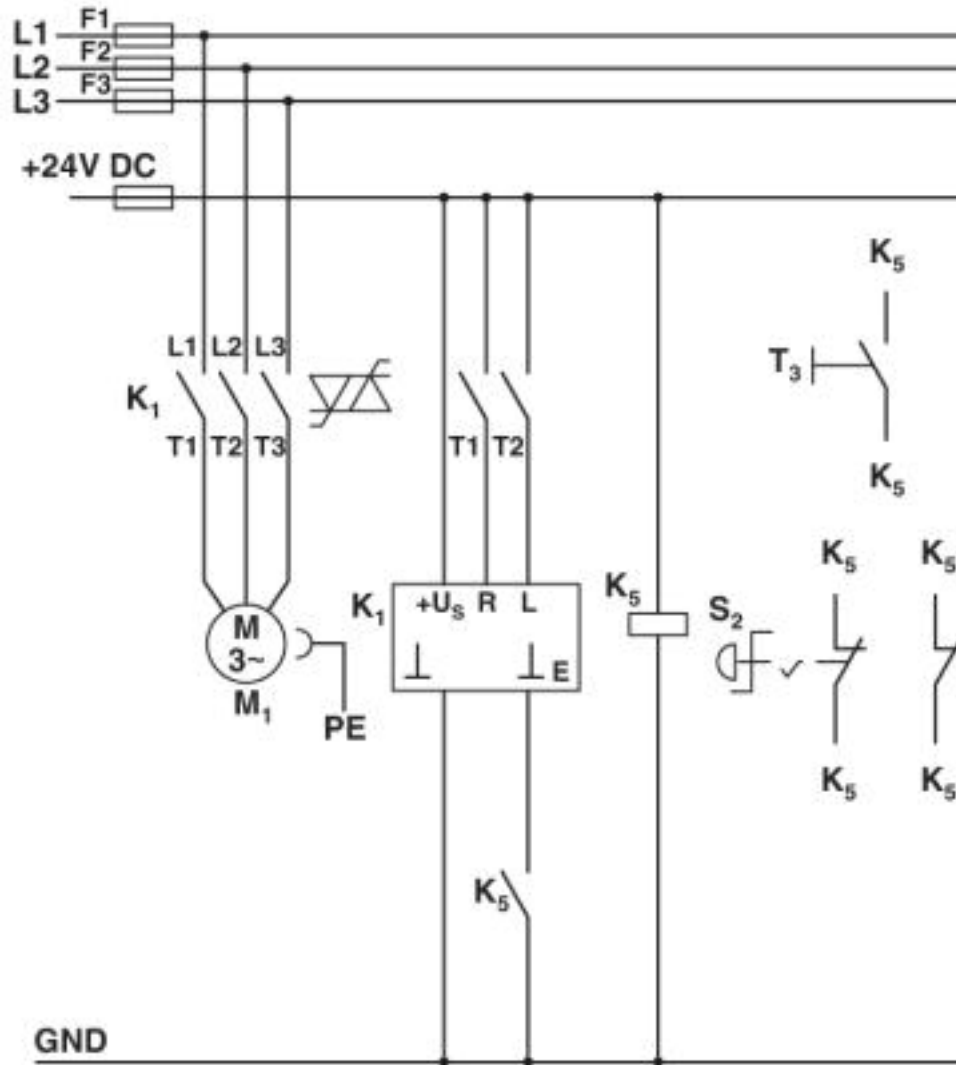 F1
L1
F2
L2
F3
L3
+24V DC
K5
L1 L2 L3
T3
K1
T1 T2 T3 T1 T2
K5
K5 K5
K1 +US R L K5 S2
M
3~
E
M1
PE
K5 K5
K5
GND